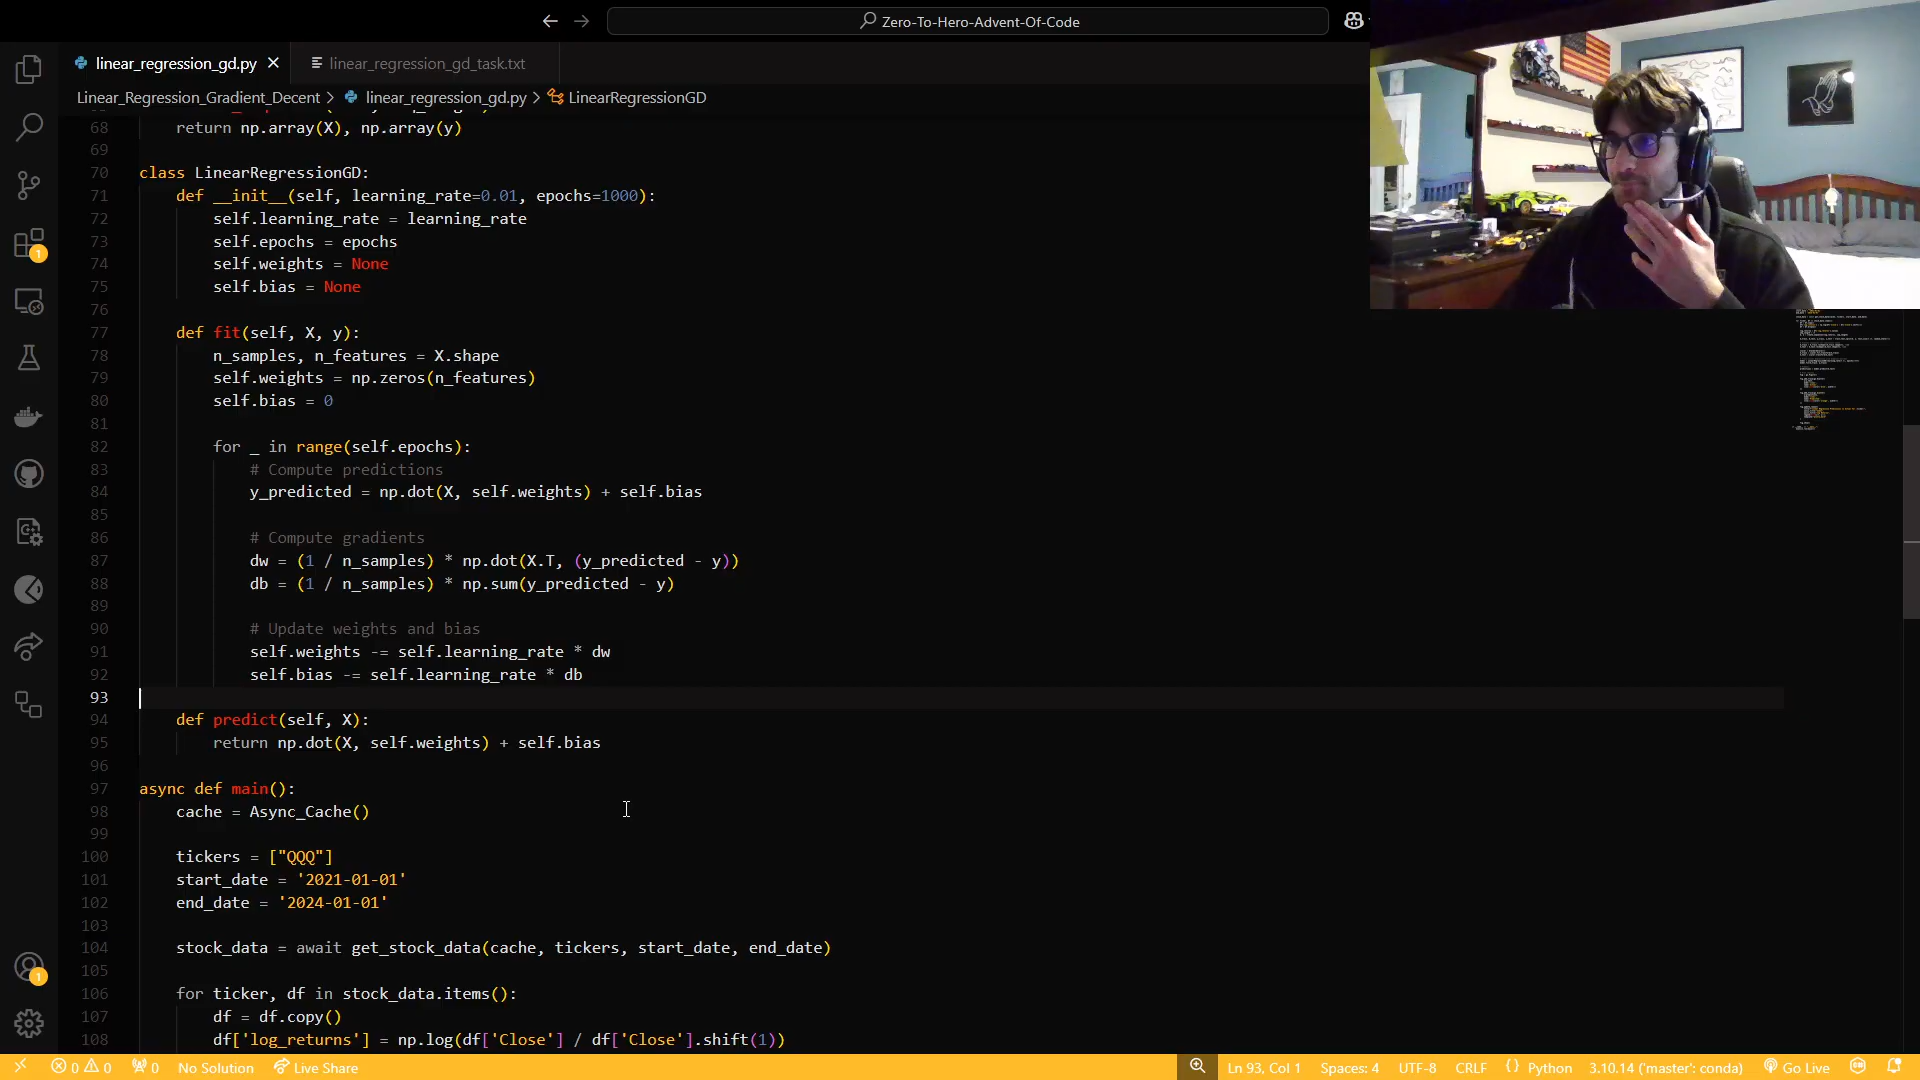 Zero-To-Hero-Advent-Of-Code
linear_regression_gd.py
linear_regression_gd_task.txt
Linear_Regression_Gradient_Decent > linear_regression_gd.py > LinearRegressionGD
68 return np.array(X), np.array(y)
69
70 class LinearRegressionGD:
71 def __init__(self, learning_rate=0.01, epochs=1000):
72 self.learning_rate = learning_rate
73 self.epochs = epochs
74 self.weights = None
75 self.bias = None
76
77 def fit(self, X, y):
78 n_samples, n_features = X.shape
79 self.weights = np.zeros(n_features)
80 self.bias = 0
81
82 for _ in range(self.epochs):
83 # Compute predictions
84 y_predicted = np.dot(X, self.weights) + self.bias
85
86 # Compute gradients
87 dw = (1 / n_samples) * np.dot(X.T, (y_predicted - y))
88 db = (1 / n_samples) * np.sum(y_predicted - y)
89
90 # Update weights and bias
91 self.weights -= self.learning_rate * dw
92 self.bias -= self.learning_rate * db
93
94 def predict(self, X):
95 return np.dot(X, self.weights) + self.bias
96
97 async def main():
98 cache = Async_Cache()
99
100 tickers = ["QQQ"]
101 start_date = '2021-01-01'
102 end_date = '2024-01-01'
103
104 stock_data = await get_stock_data(cache, tickers, start_date, end_date)
105
106 for ticker, df in stock_data.items():
107 df = df.copy()
108 df['log_returns'] = np.log(df['Close'] / df['Close'].shift(1))
1
1
0 0 0 No Solution Live Share Ln 93, Col 1 Spaces: 4 UTF-8 CRLF {} Python 3.10.14 ('master': conda) Go Live